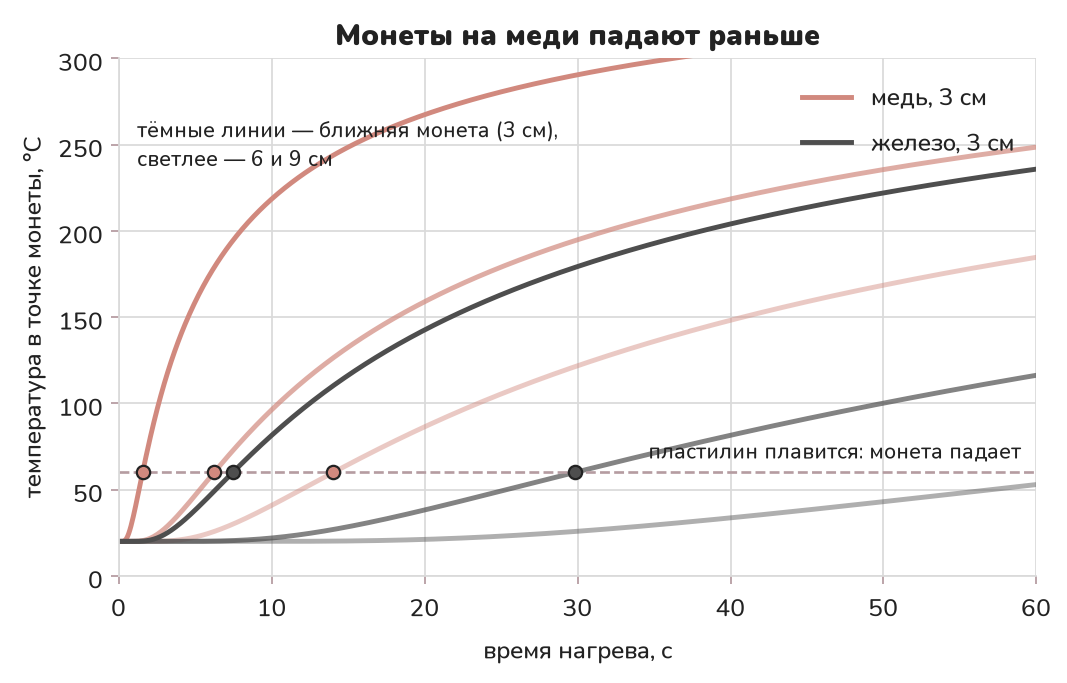 Монеты на меди падают раньше
температура в точке монеты, °C
300
250
200
150
100
50
0
тёмные линии — ближняя монета (3 см),
светлее — 6 и 9 см
медь, 3 см
железо, 3 см
пластилин плавится: монета падает
0
10
20
30
40
50
60
время нагрева, с